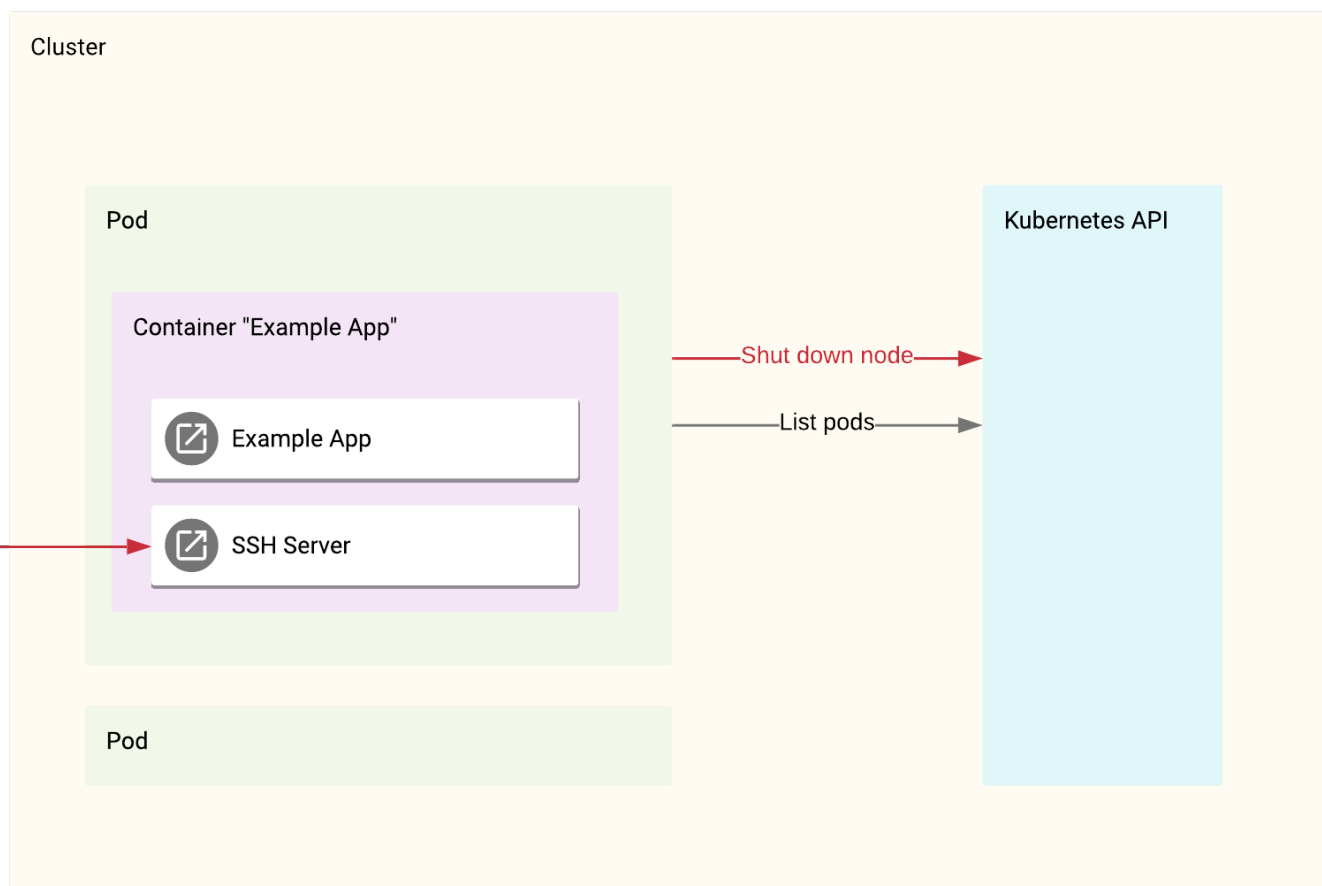 Cluster
Pod
Kubernetes API
Container "Example App"
Shut down node
List pods
Example App
SSH Server
Pod